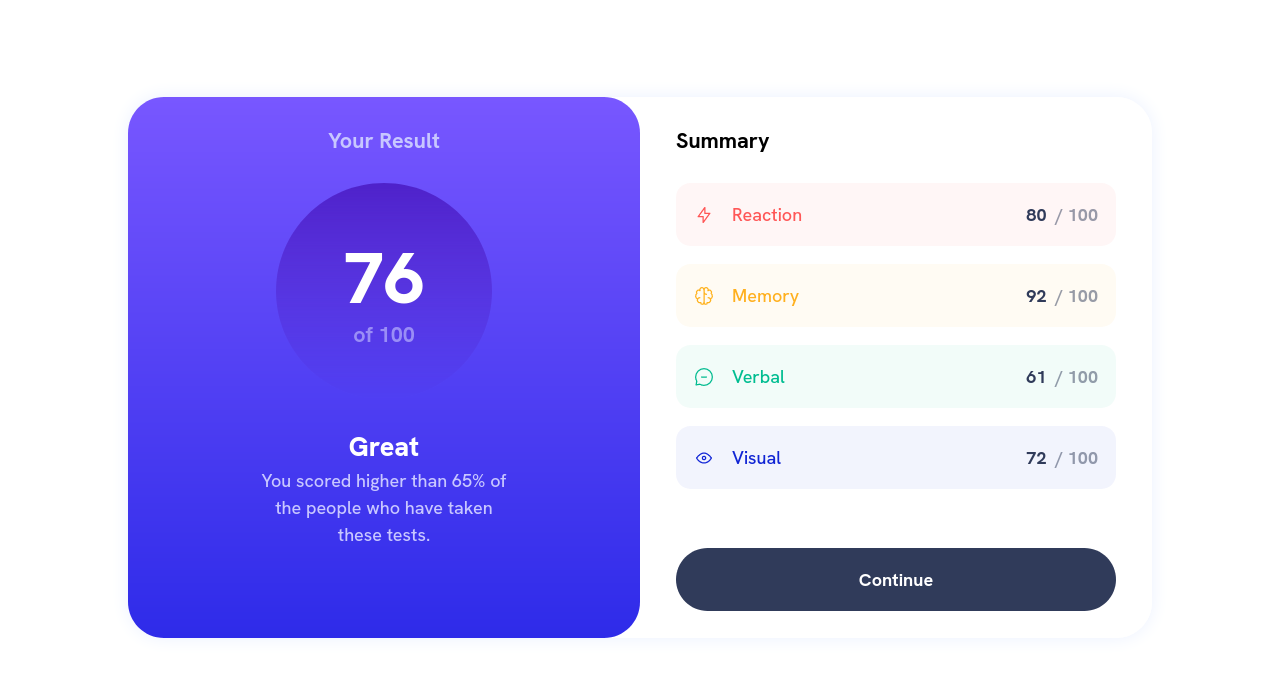 Your Result
76
of 100
Great
You scored higher than 65% of
the people who have taken
these tests.
Summary
Reaction 80 / 100
Memory 92 / 100
Verbal 61 / 100
Visual 72 / 100
Continue